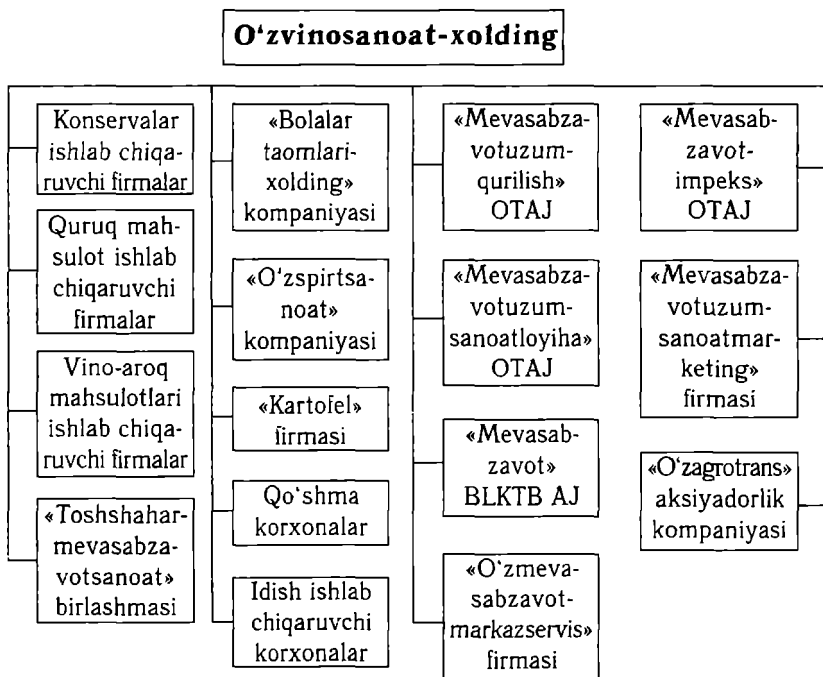 O‘zvinosanoat-xolding
Konservalar
ishlab chiqa-
ruvchi firmalar
Quruq mah-
sulot ishlab
chiqaruvchi
firmalar
Vino-aroq
mahsulotlari
ishlab chiqa-
ruvchi firmalar
«Toshshahar-
mevasabza-
votsanoat»
birlashmasi
«Bolalar
taomlari-
xolding»
kompaniyasi
«O‘zspirtsa-
noat»
kompaniyasi
«Kartofel»
firmasi
Qo‘shma
korxonalar
Idish ishlab
chiqaruvchi
korxonalar
«Mevasabza-
votuzum-
qurilish»
OTAJ
«Mevasabza-
votuzum-
sanoatloyiha»
OTAJ
«Mevasab-
zavot»
BLKTB AJ
«O‘zmeva-
sabzavot-
markazservis»
firmasi
«Mevasab-
zavot-
impeks»
OTAJ
«Mevasabza-
votuzum-
sanoatmar-
keting»
firmasi
«O‘zagrotrans»
aksiyadorlik
kompaniyasi